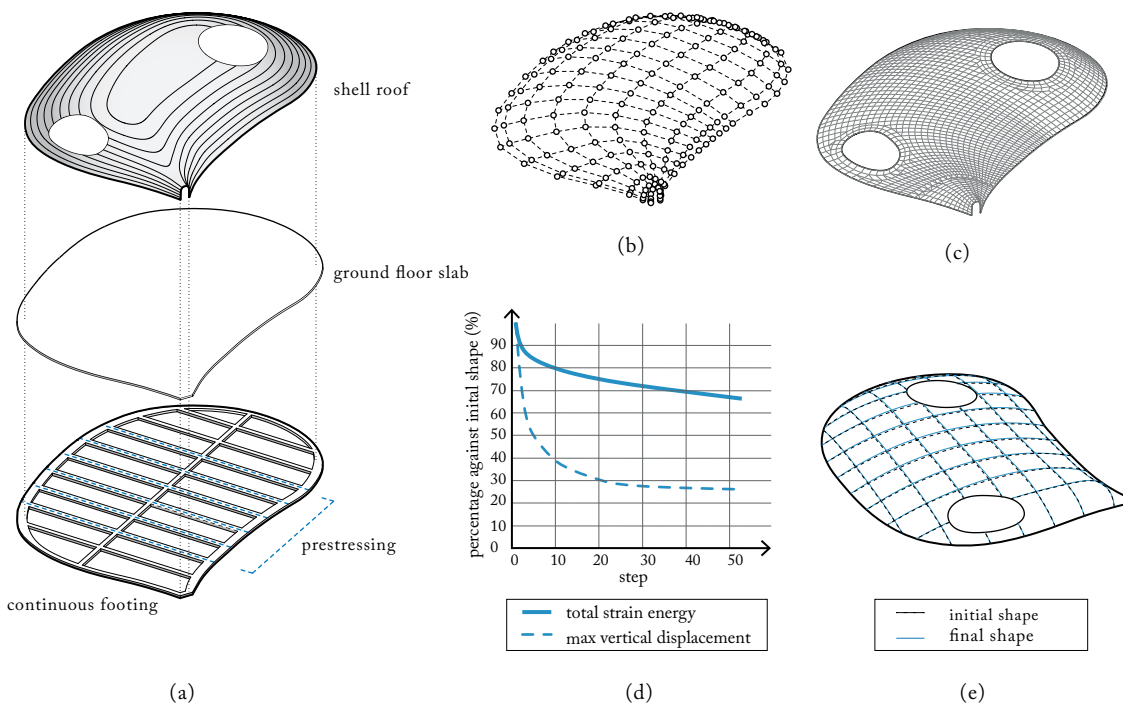 shell roof
ground floor slab
prestressing
continuous footing
(a)
(b)
(c)
percentage against inital shape (%)
90
80
70
60
50
40
30
20
10
0
0 10 20 30 40 50
step
total strain energy
max vertical displacement
(d)
initial shape
final shape
(e)